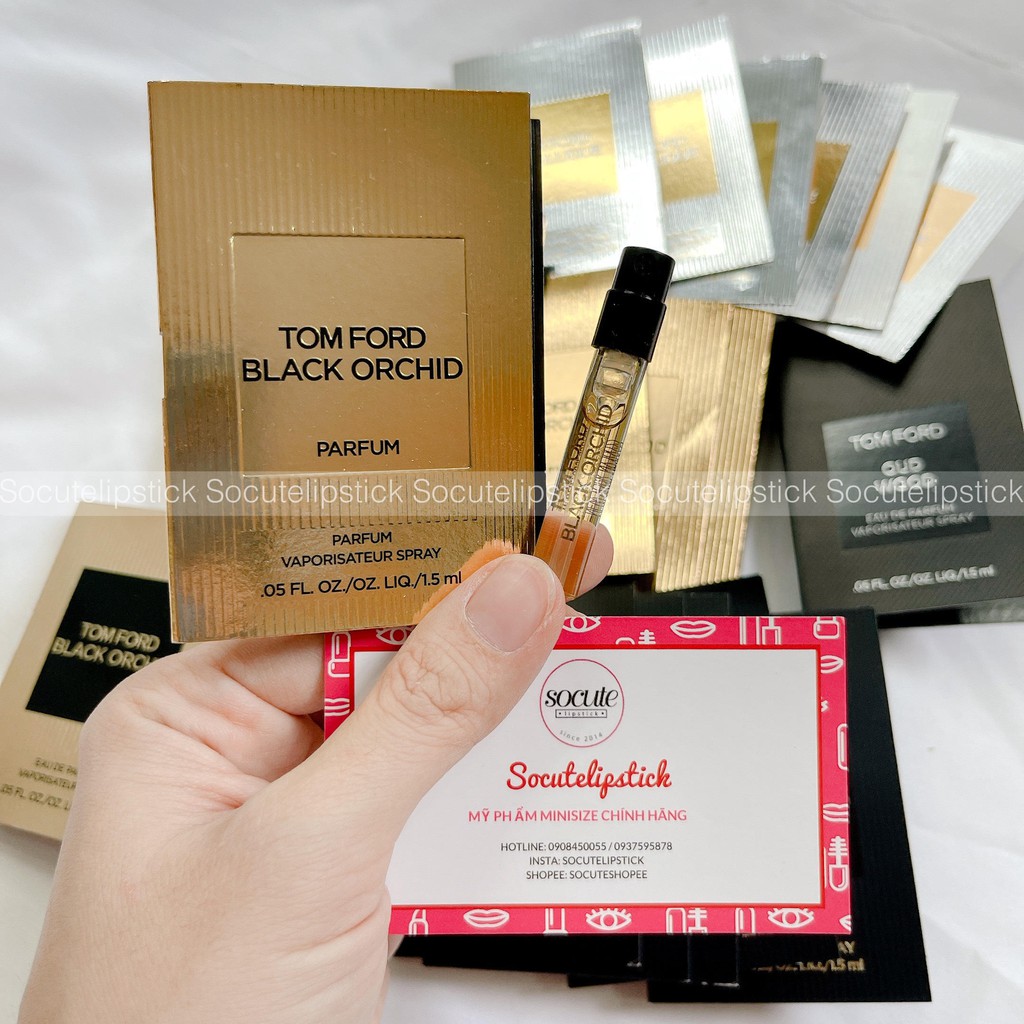 TOM FORD
BLACK ORCHID
PARFUM
PARFUM
VAPORISATEUR SPRAY
.05 FL. OZ./OZ. LIQ./1.5 ml
BLACK ORCHID
TOM FORD
OUD
WOOD
EAU DE PARFUM
VAPORISATEUR SPRAY
.05 FL. OZ./OZ. LIQ./1.5 ml
Socutelipstick Socutelipstick Socutelipstick Socutelipstick Socutelipstick
TOM FORD
BLACK ORCHID
socute
lipstick
since 2014
Socutelipstick
MỸ PHẨM MINISIZE CHÍNH HÃNG
HOTLINE: 0908450055 / 0937595878
INSTA: SOCUTELIPSTICK
SHOPEE: SOCUTESHOPEE